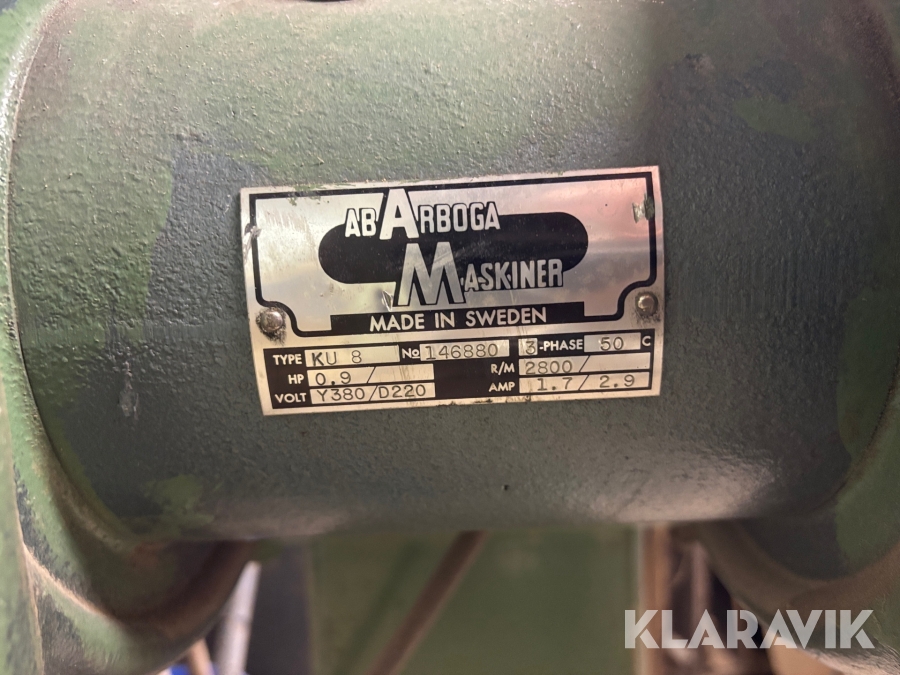 AB ARBOGA
MASKINER
MADE IN SWEDEN
TYPE KU 8 No 146880 3-PHASE 50 C
HP 0.9/ R/M 2800/
VOLT Y380/D220 AMP 1.7/2.9
KLARAVIK